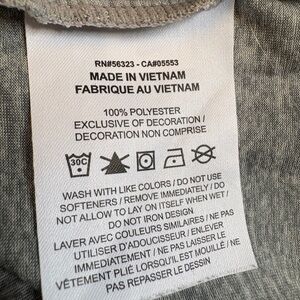 RN#56323 - CA#05553
MADE IN VIETNAM
FABRIQUE AU VIETNAM
100% POLYESTER
EXCLUSIVE OF DECORATION /
DECORATION NON COMPRISE
30C
WASH WITH LIKE COLORS / DO NOT USE
SOFTENERS / REMOVE IMMEDIATELY / DO
NOT ALLOW TO LAY ON ITSELF WHEN WET /
DO NOT IRON DESIGN
LAVER AVEC COULEURS SIMILAIRES / NE PAS
UTILISER D'ADOUCISSEUR / ENLEVER
IMMEDIATEMENT / NE PAS LAISSER LE
VÊTEMENT PLIÉ LORSQU'IL EST MOUILLÉ / NE
PAS REPASSER LE DESSIN